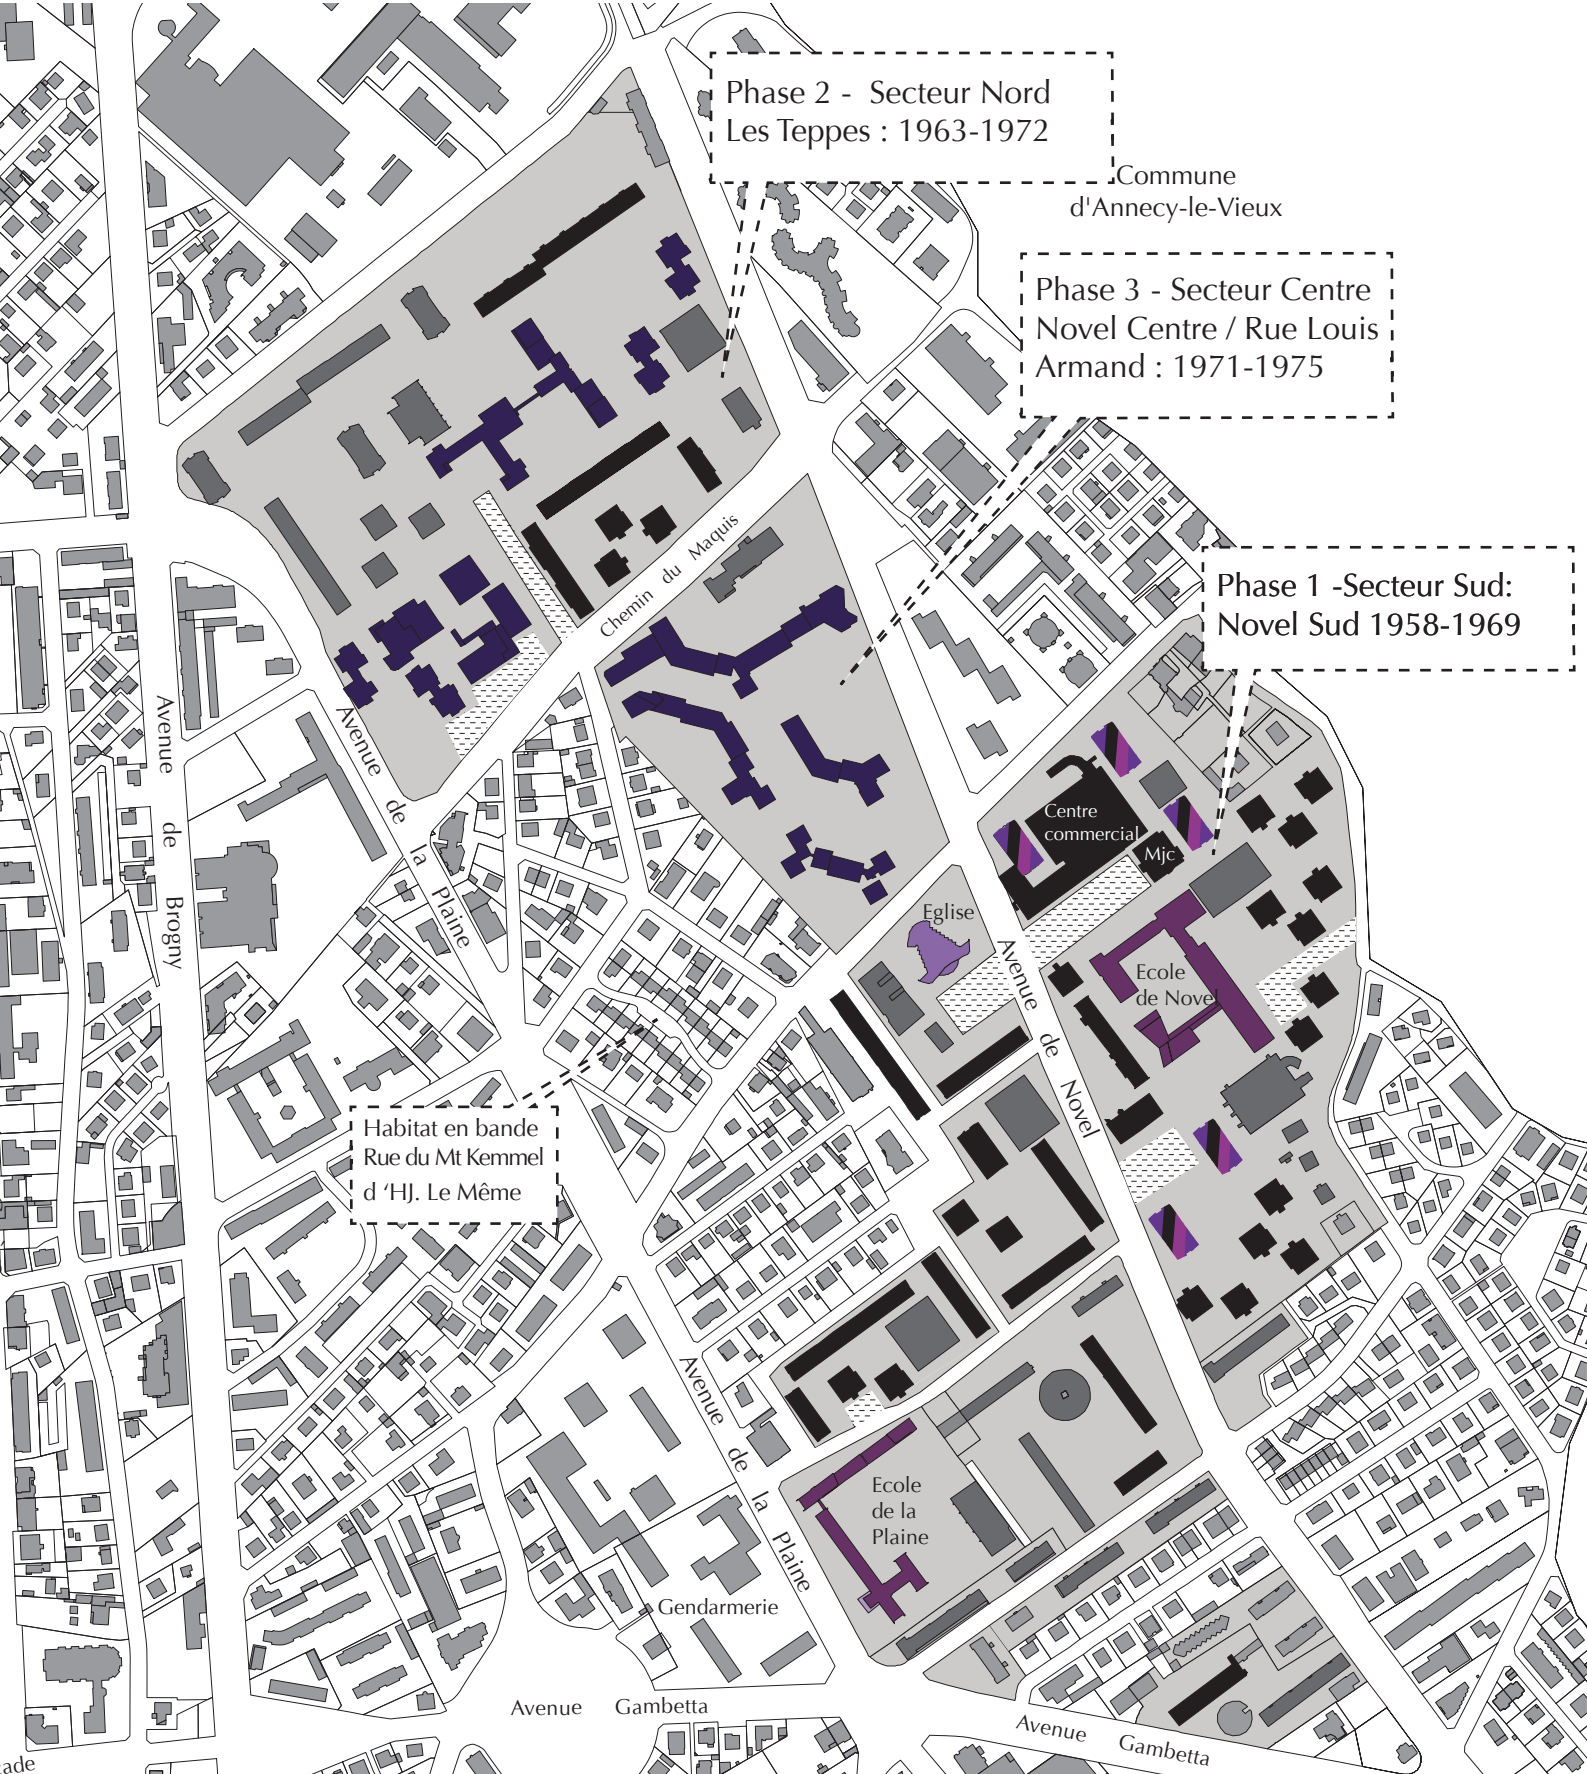 Phase 2 - Secteur Nord
Les Teppes : 1963-1972
Commune
d'Annecy-le-Vieux
Phase 3 - Secteur Centre
Novel Centre / Rue Louis
Armand : 1971-1975
Phase 1 -Secteur Sud:
Novel Sud 1958-1969
Chemin du Maquis
Avenue de Brogny
Avenue de la Plaine
Centre
commercial
Mjc
Eglise
Avenue de Novel
Ecole
de Novel
Habitat en bande
Rue du Mt Kemmel
d ‘HJ. Le Même
Avenue de la Plaine
Ecole
de la
Plaine
Gendarmerie
Avenue Gambetta
Avenue Gambetta